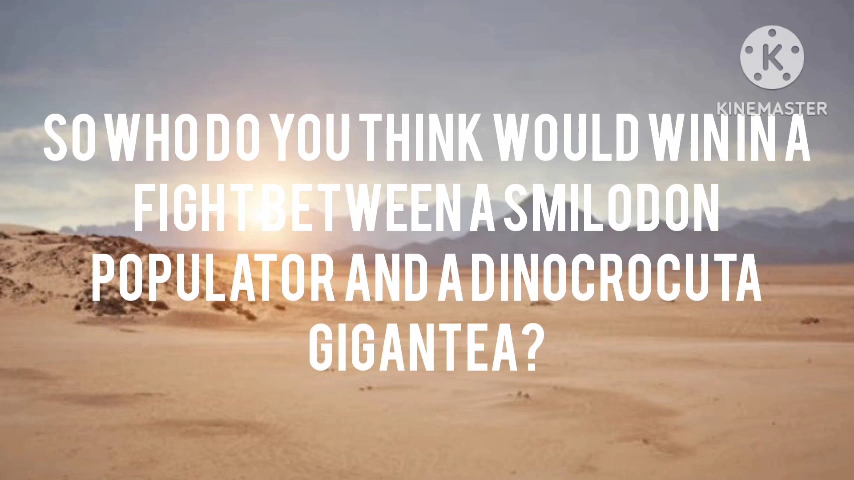 K
KINEMASTER
SO WHO DO YOU THINK WOULD WIN IN A
FIGHT BETWEEN A SMILODON
POPULATOR AND A DINOCROCUTA
GIGANTEA?